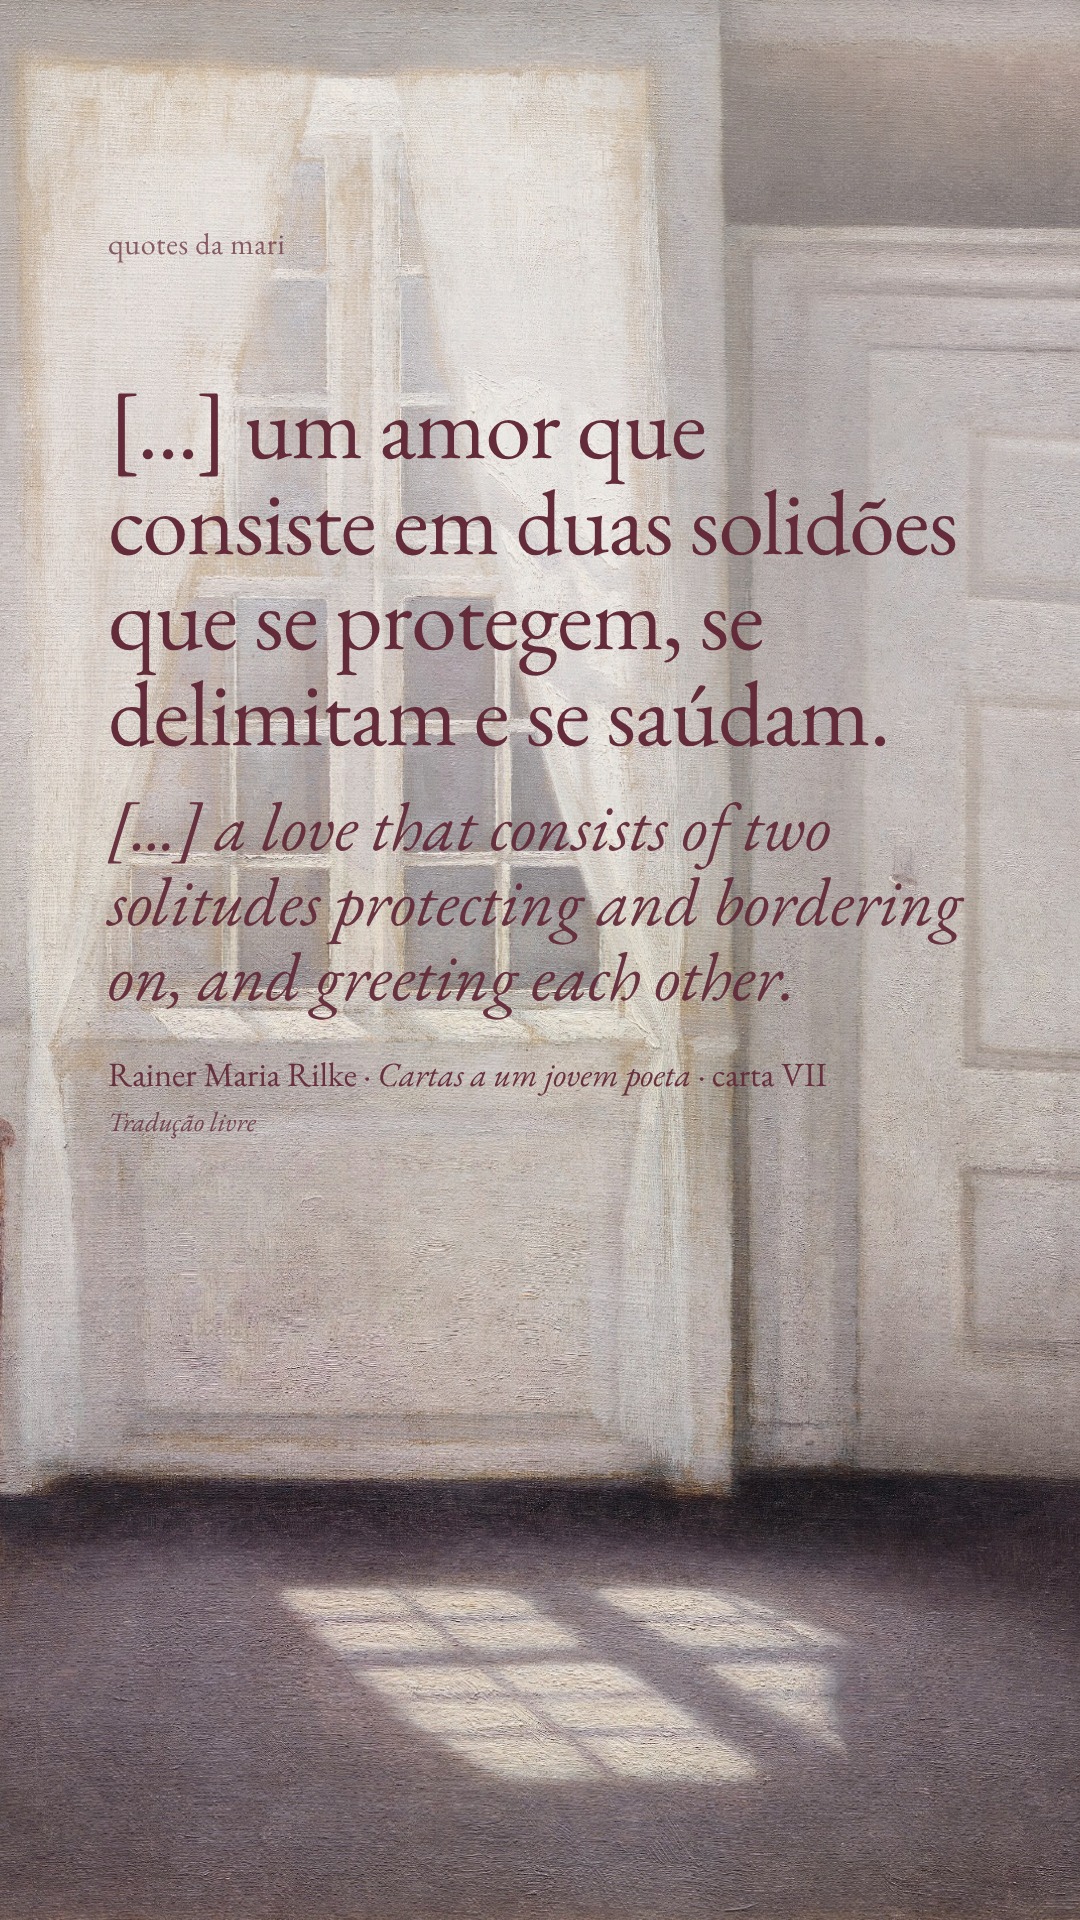 quotes da mari
[...] um amor que
consiste em duas solidões
que se protegem, se
delimitam e se saúdam.
[...] a love that consists of two
solitudes protecting and bordering
on, and greeting each other.
Rainer Maria Rilke · Cartas a um jovem poeta · carta VII
Tradução livre